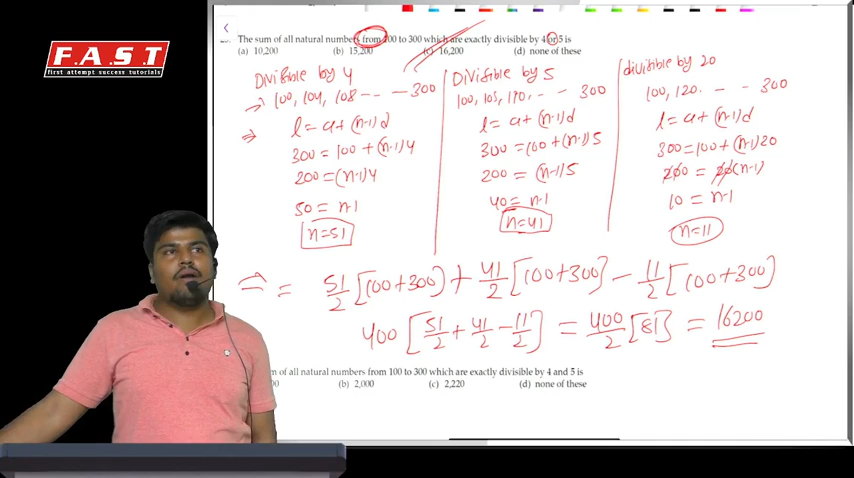 F.A.S.T
first attempt success tutorials
The sum of all natural numbers from 100 to 300 which are exactly divisible by 4 or 5 is
(a) 10,200 (b) 15,200 (c) 16,200 (d) none of these
Divisible by 4
100, 104, 108 - - - 300
l = a + (n-1)d
300 = 100 + (n-1)4
200 = (n-1)4
50 = n-1
n=51
Divisible by 5
100, 105, 110, - - 300
l = a + (n-1)d
300 = 100 + (n-1)5
200 = (n-1)5
40 = n-1
n=41
divisible by 20
100, 120. - - 300
l = a + (n-1)d
300 = 100 + (n-1)20
200 = 20(n-1)
10 = n-1
n=11
⇒ = 51/2 [100+300) + 41/2 [100+300) - 11/2 [100+300)
400 [51/2 + 41/2 - 11/2] = 400/2 [81] = 16200
m of all natural numbers from 100 to 300 which are exactly divisible by 4 and 5 is
(b) 2,000 (c) 2,220 (d) none of these